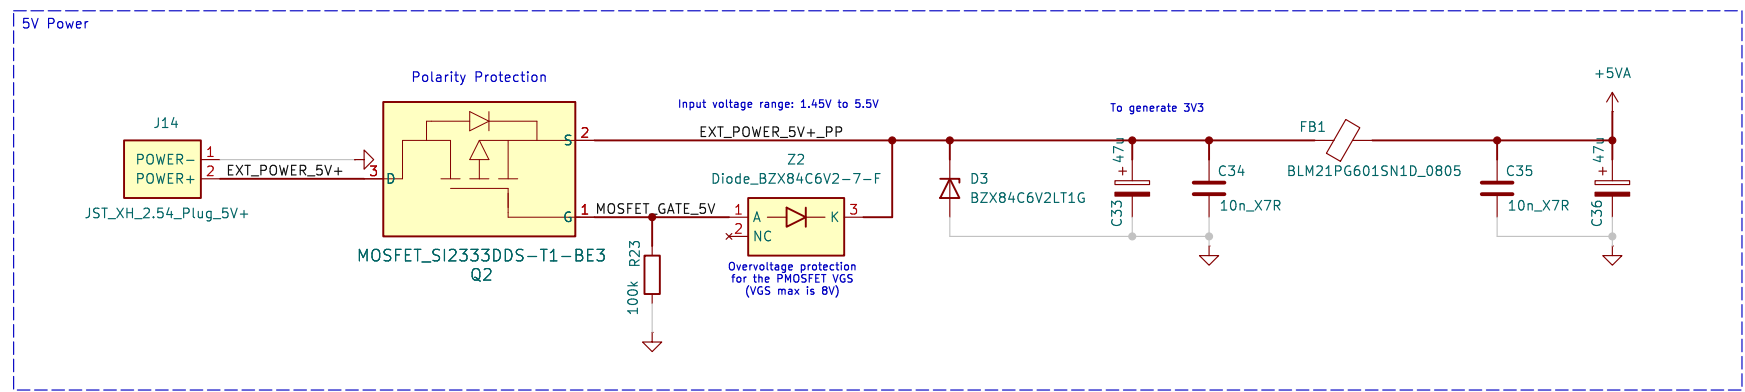 5V Power
Polarity Protection
Input voltage range: 1.45V to 5.5V
To generate 3V3
+5VA
J14
POWER-
1
POWER+
2
EXT_POWER_5V+
JST_XH_2.54_Plug_5V+
3
D
S
2
G
1
MOSFET_SI2333DDS-T1-BE3
Q2
EXT_POWER_5V+_PP
MOSFET_GATE_5V
R23
100k
Z2
Diode_BZX84C6V2-7-F
1
A
K
3
2
NC
Overvoltage protection
for the PMOSFET VGS
(VGS max is 8V)
D3
BZX84C6V2LT1G
47u
+
C33
C34
10n_X7R
FB1
BLM21PG601SN1D_0805
C35
10n_X7R
47u
+
C36